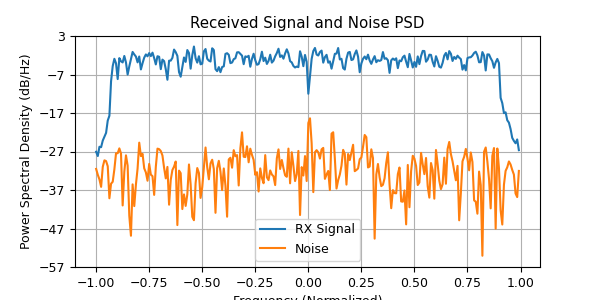 Received Signal and Noise PSD
Power Spectral Density (dB/Hz)
3
−7
−17
−27
−37
−47
−57
RX Signal
Noise
−1.00 −0.75 −0.50 −0.25 0.00 0.25 0.50 0.75 1.00
Frequency (Normalized)